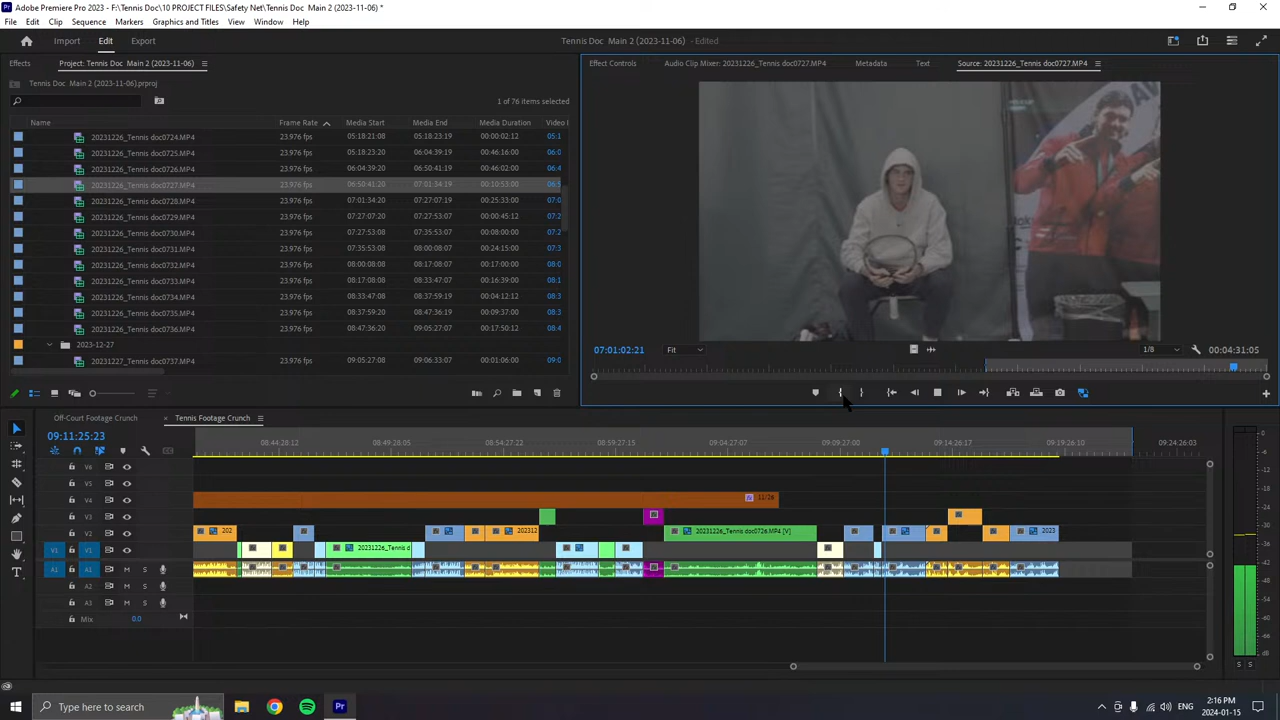 Adobe Premiere Pro 2023 - F:\Tennis Doc\10 PROJECT FILES\Safety Net\Tennis Doc  Main 2 (2023-11-06) *
File Edit Clip Sequence Markers Graphics and Titles View Window Help
Import Edit Export
Tennis Doc  Main 2 (2023-11-06) - Edited
Effects Project: Tennis Doc  Main 2 (2023-11-06)
Effect Controls Audio Clip Mixer: 20231226_Tennis doc0727.MP4 Metadata Text Source: 20231226_Tennis doc0727.MP4
Tennis Doc  Main 2 (2023-11-06).prproj
1 of 76 items selected
Name Frame Rate Media Start Media End Media Duration Video I
20231226_Tennis doc0724.MP4 23.976 fps 05:18:21:08 05:18:23:19 00:00:02:12 05:1
20231226_Tennis doc0725.MP4 23.976 fps 05:18:23:20 06:04:39:19 00:46:16:00 06:0
20231226_Tennis doc0726.MP4 23.976 fps 06:04:39:20 06:50:41:19 00:46:02:00 06:4
20231226_Tennis doc0727.MP4 23.976 fps 06:50:41:20 07:01:34:19 00:10:53:00 06:5
20231226_Tennis doc0728.MP4 23.976 fps 07:01:34:20 07:27:07:19 00:25:33:00 07:0
20231226_Tennis doc0729.MP4 23.976 fps 07:27:07:20 07:27:53:07 00:00:45:12 07:2
20231226_Tennis doc0730.MP4 23.976 fps 07:27:53:08 07:35:53:07 00:08:00:00 07:2
20231226_Tennis doc0731.MP4 23.976 fps 07:35:53:08 08:00:08:07 00:24:15:00 08:0
20231226_Tennis doc0732.MP4 23.976 fps 08:00:08:08 08:17:08:07 00:17:00:00 08:0
20231226_Tennis doc0733.MP4 23.976 fps 08:17:08:08 08:33:47:07 00:16:39:00 08:1
20231226_Tennis doc0734.MP4 23.976 fps 08:33:47:08 08:37:59:19 00:04:12:12 08:3
20231226_Tennis doc0735.MP4 23.976 fps 08:37:59:20 08:47:36:19 00:09:37:00 08:3
20231226_Tennis doc0736.MP4 23.976 fps 08:47:36:20 09:05:27:07 00:17:50:12 08:4
2023-12-27
20231227_Tennis doc0737.MP4 23.976 fps 09:05:27:08 09:06:33:07 00:01:06:00 09:0
07:01:02:21 Fit 1/8 00:04:31:05
Off-Court Footage Crunch × Tennis Footage Crunch
09:11:25:23
08:44:28:12 08:49:28:05 08:54:27:22 08:59:27:15 09:04:27:07 09:09:27:00 09:14:26:17 09:19:26:10 09:24:26:03
V6
V5
V4 11/26
V3
V2 202 202312 20231226_Tennis doc0726.MP4 [V] 2023
V1 V1 20231226_Tennis d
A1 A1 M S
A2 M S
A3 M S
Mix 0.0
0
-6
-12
-18
-24
-30
-36
-42
-48
-54
dB
S S
Type here to search
ENG
2:16 PM
2024-01-15